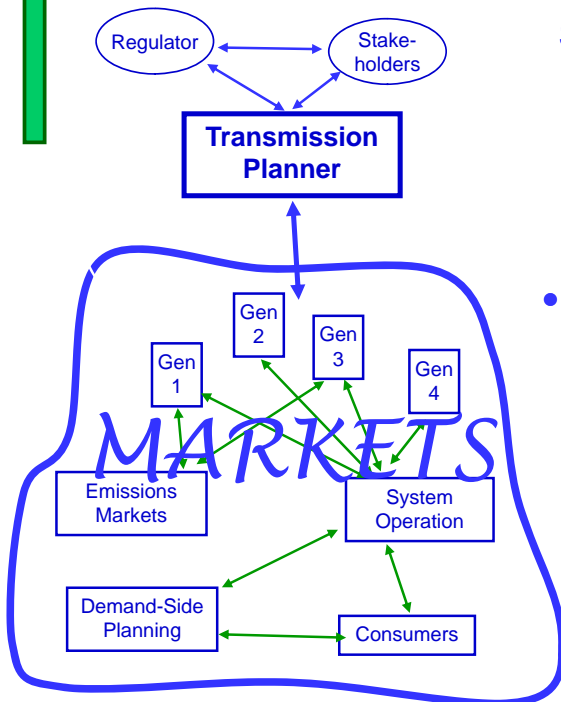 Regulator
Stake-
holders
Transmission
Planner
Gen
2
Gen
3
Gen
1
Gen
4
MARKETS
Emissions
Markets
System
Operation
Demand-Side
Planning
Consumers